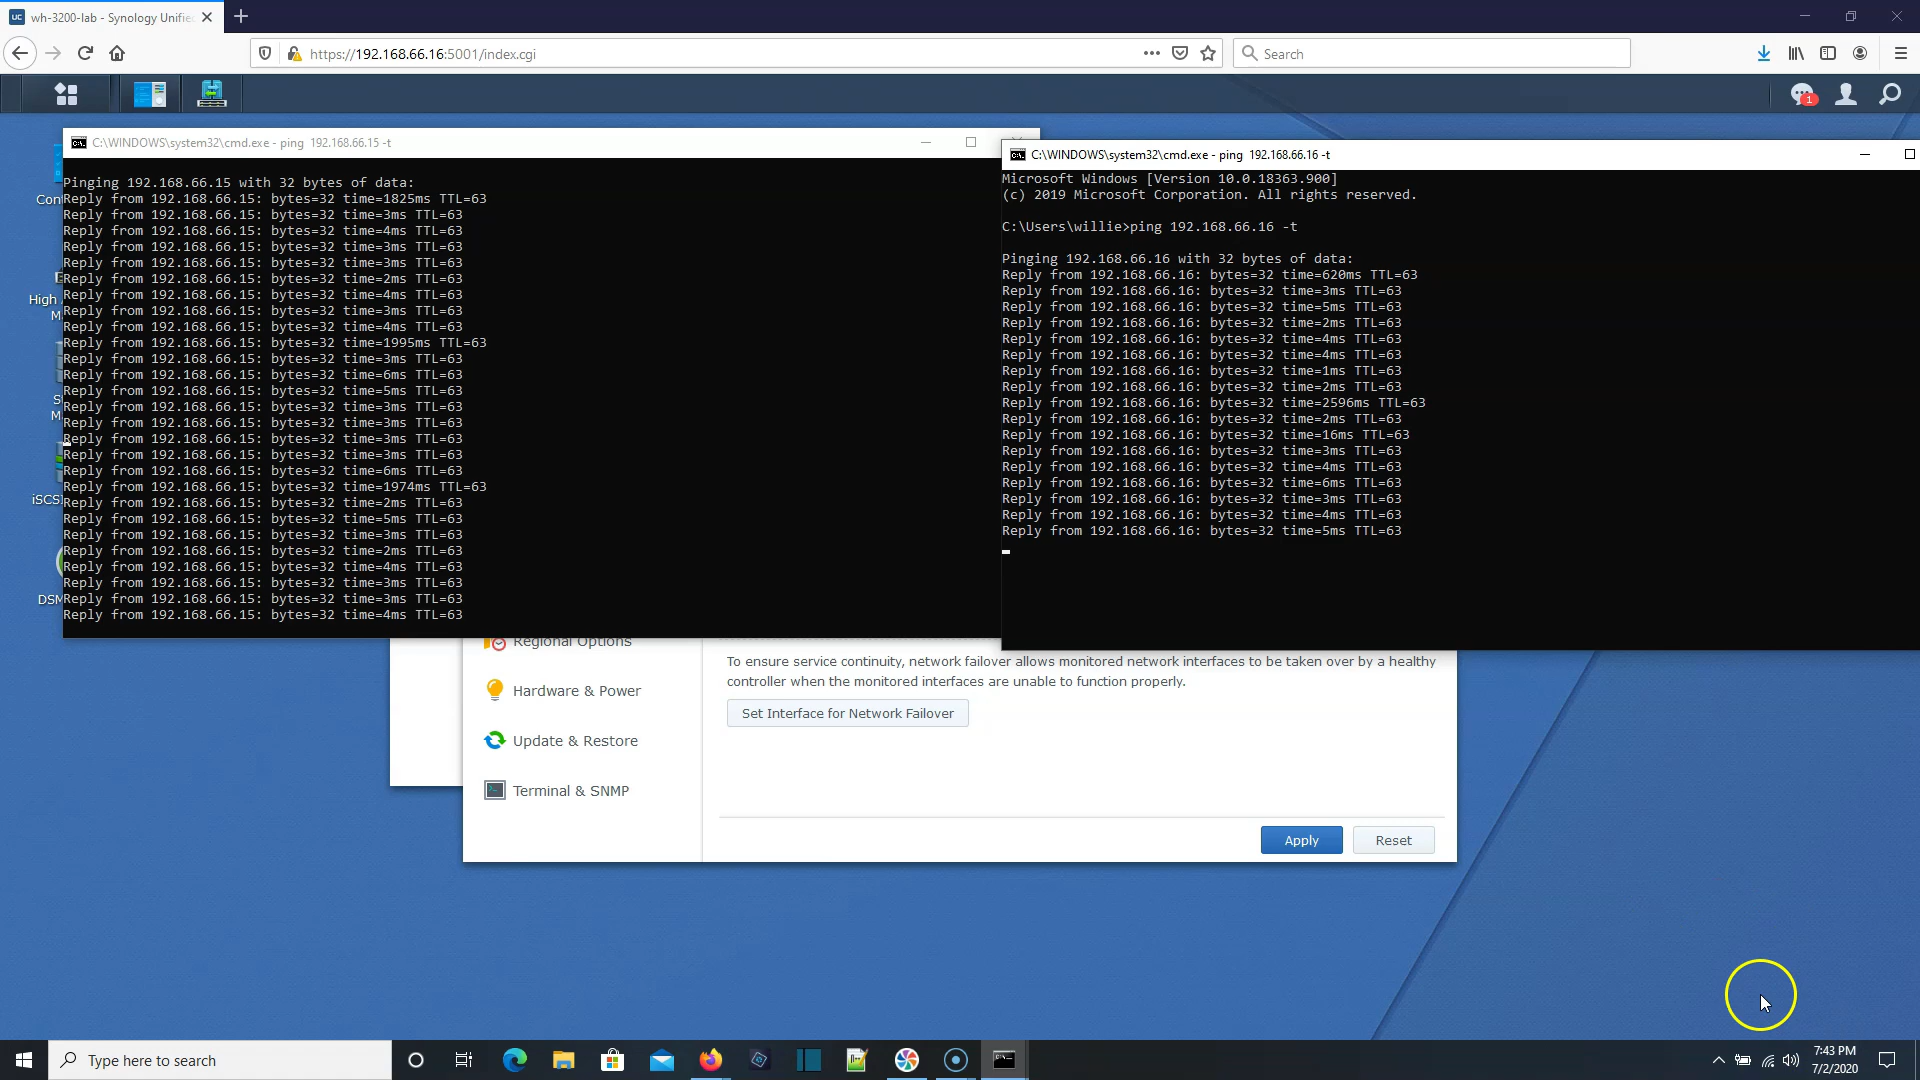 wh-3200-lab - Synology Unifie
https://192.168.66.16:5001/index.cgi
Search
1
C:\WINDOWS\system32\cmd.exe - ping 192.168.66.15 -t
Pinging 192.168.66.15 with 32 bytes of data:
Reply from 192.168.66.15: bytes=32 time=1825ms TTL=63
Reply from 192.168.66.15: bytes=32 time=3ms TTL=63
Reply from 192.168.66.15: bytes=32 time=4ms TTL=63
Reply from 192.168.66.15: bytes=32 time=3ms TTL=63
Reply from 192.168.66.15: bytes=32 time=3ms TTL=63
Reply from 192.168.66.15: bytes=32 time=2ms TTL=63
Reply from 192.168.66.15: bytes=32 time=4ms TTL=63
Reply from 192.168.66.15: bytes=32 time=3ms TTL=63
Reply from 192.168.66.15: bytes=32 time=4ms TTL=63
Reply from 192.168.66.15: bytes=32 time=1995ms TTL=63
Reply from 192.168.66.15: bytes=32 time=3ms TTL=63
Reply from 192.168.66.15: bytes=32 time=6ms TTL=63
Reply from 192.168.66.15: bytes=32 time=5ms TTL=63
Reply from 192.168.66.15: bytes=32 time=3ms TTL=63
Reply from 192.168.66.15: bytes=32 time=3ms TTL=63
Reply from 192.168.66.15: bytes=32 time=3ms TTL=63
Reply from 192.168.66.15: bytes=32 time=3ms TTL=63
Reply from 192.168.66.15: bytes=32 time=6ms TTL=63
Reply from 192.168.66.15: bytes=32 time=1974ms TTL=63
Reply from 192.168.66.15: bytes=32 time=2ms TTL=63
Reply from 192.168.66.15: bytes=32 time=5ms TTL=63
Reply from 192.168.66.15: bytes=32 time=3ms TTL=63
Reply from 192.168.66.15: bytes=32 time=2ms TTL=63
Reply from 192.168.66.15: bytes=32 time=4ms TTL=63
Reply from 192.168.66.15: bytes=32 time=3ms TTL=63
Reply from 192.168.66.15: bytes=32 time=3ms TTL=63
Reply from 192.168.66.15: bytes=32 time=4ms TTL=63
C:\WINDOWS\system32\cmd.exe - ping 192.168.66.16 -t
Microsoft Windows [Version 10.0.18363.900]
(c) 2019 Microsoft Corporation. All rights reserved.
C:\Users\willie>ping 192.168.66.16 -t
Pinging 192.168.66.16 with 32 bytes of data:
Reply from 192.168.66.16: bytes=32 time=620ms TTL=63
Reply from 192.168.66.16: bytes=32 time=3ms TTL=63
Reply from 192.168.66.16: bytes=32 time=5ms TTL=63
Reply from 192.168.66.16: bytes=32 time=2ms TTL=63
Reply from 192.168.66.16: bytes=32 time=4ms TTL=63
Reply from 192.168.66.16: bytes=32 time=4ms TTL=63
Reply from 192.168.66.16: bytes=32 time=1ms TTL=63
Reply from 192.168.66.16: bytes=32 time=2ms TTL=63
Reply from 192.168.66.16: bytes=32 time=2596ms TTL=63
Reply from 192.168.66.16: bytes=32 time=2ms TTL=63
Reply from 192.168.66.16: bytes=32 time=16ms TTL=63
Reply from 192.168.66.16: bytes=32 time=3ms TTL=63
Reply from 192.168.66.16: bytes=32 time=4ms TTL=63
Reply from 192.168.66.16: bytes=32 time=6ms TTL=63
Reply from 192.168.66.16: bytes=32 time=3ms TTL=63
Reply from 192.168.66.16: bytes=32 time=4ms TTL=63
Reply from 192.168.66.16: bytes=32 time=5ms TTL=63
Con
High
M
S
M
iSCS
DSM
Regional Options
Hardware & Power
Update & Restore
Terminal & SNMP
To ensure service continuity, network failover allows monitored network interfaces to be taken over by a healthy
controller when the monitored interfaces are unable to function properly.
Set Interface for Network Failover
Apply
Reset
Type here to search
7:43 PM
7/2/2020